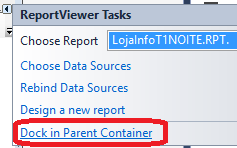 ReportViewer Tasks
Choose Report LojaInfoT1NOITE.RPT.
Choose Data Sources
Rebind Data Sources
Design a new report
Dock in Parent Container